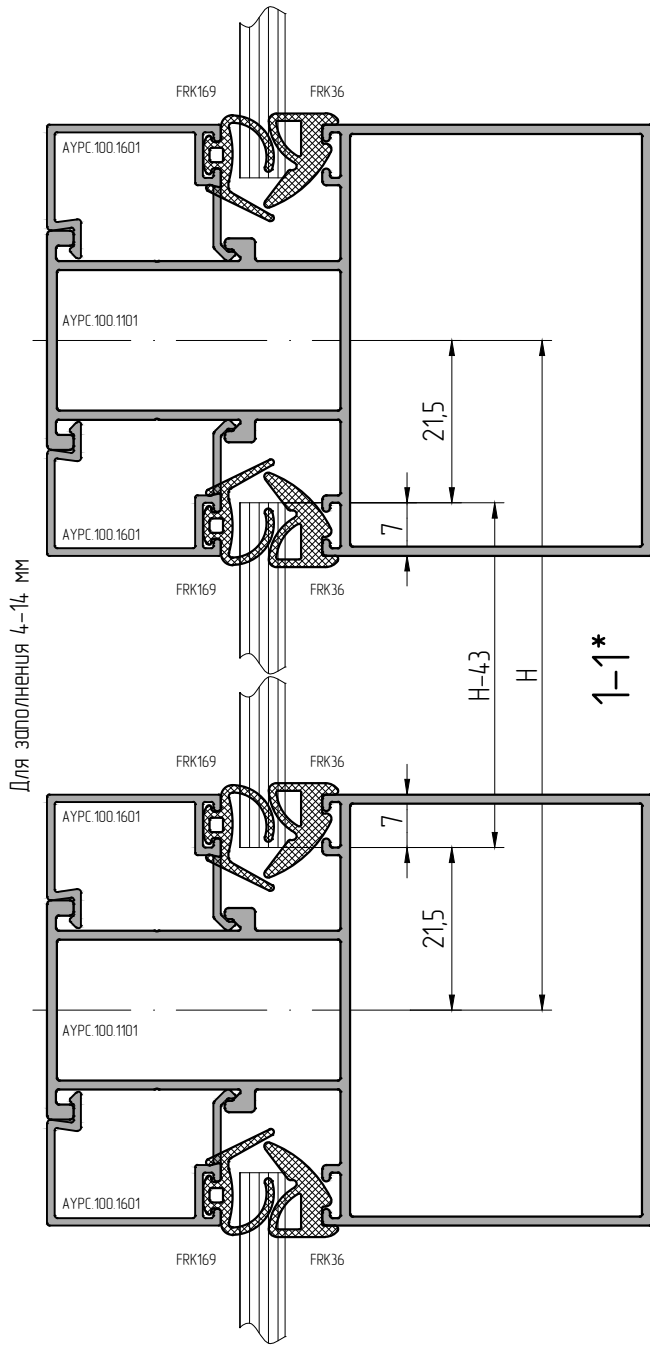 FRK169
FRK36
AYPC.100.1601
AYPC.100.1101
21,5
7
AYPC.100.1601
FRK169
FRK36
Для заполнения 4-14 мм
H-43
H
1-1*
FRK169
FRK36
AYPC.100.1601
7
21,5
AYPC.100.1101
AYPC.100.1601
FRK169
FRK36